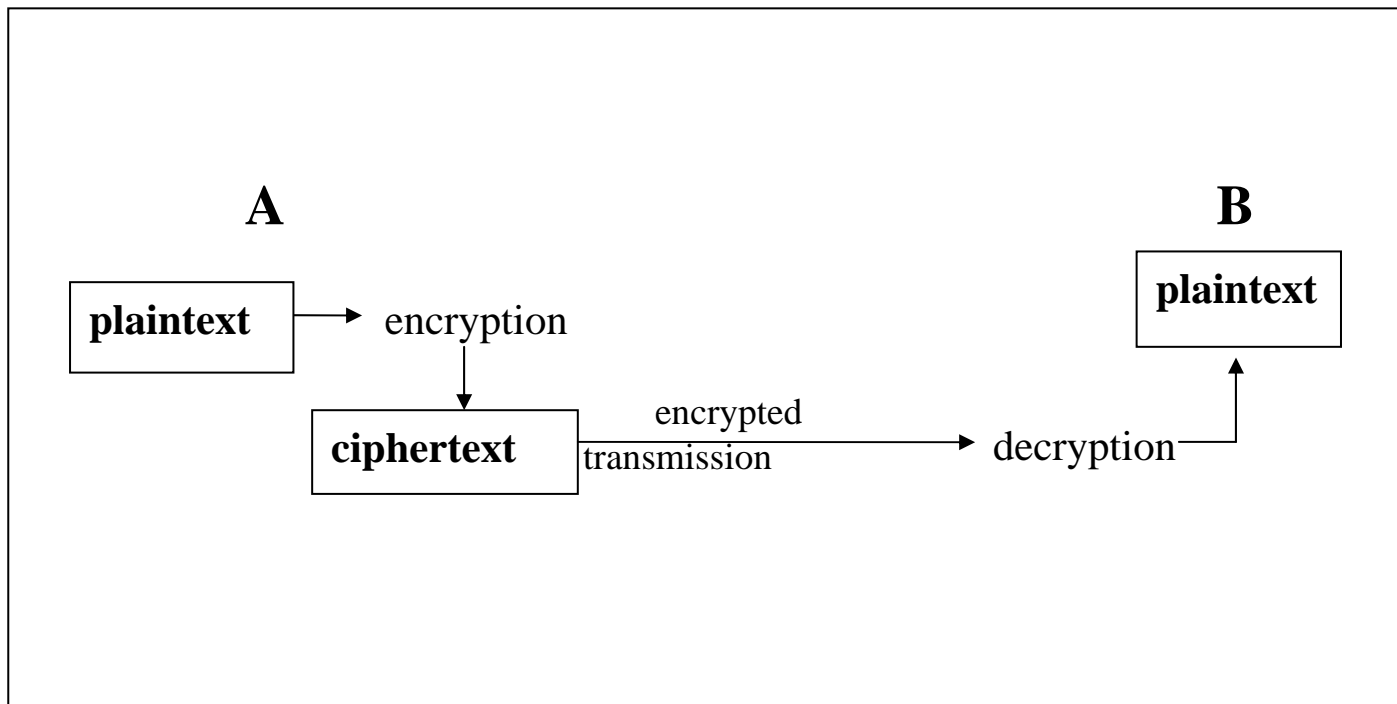 A
B
plaintext
encryption
plaintext
ciphertext
encrypted
transmission
decryption